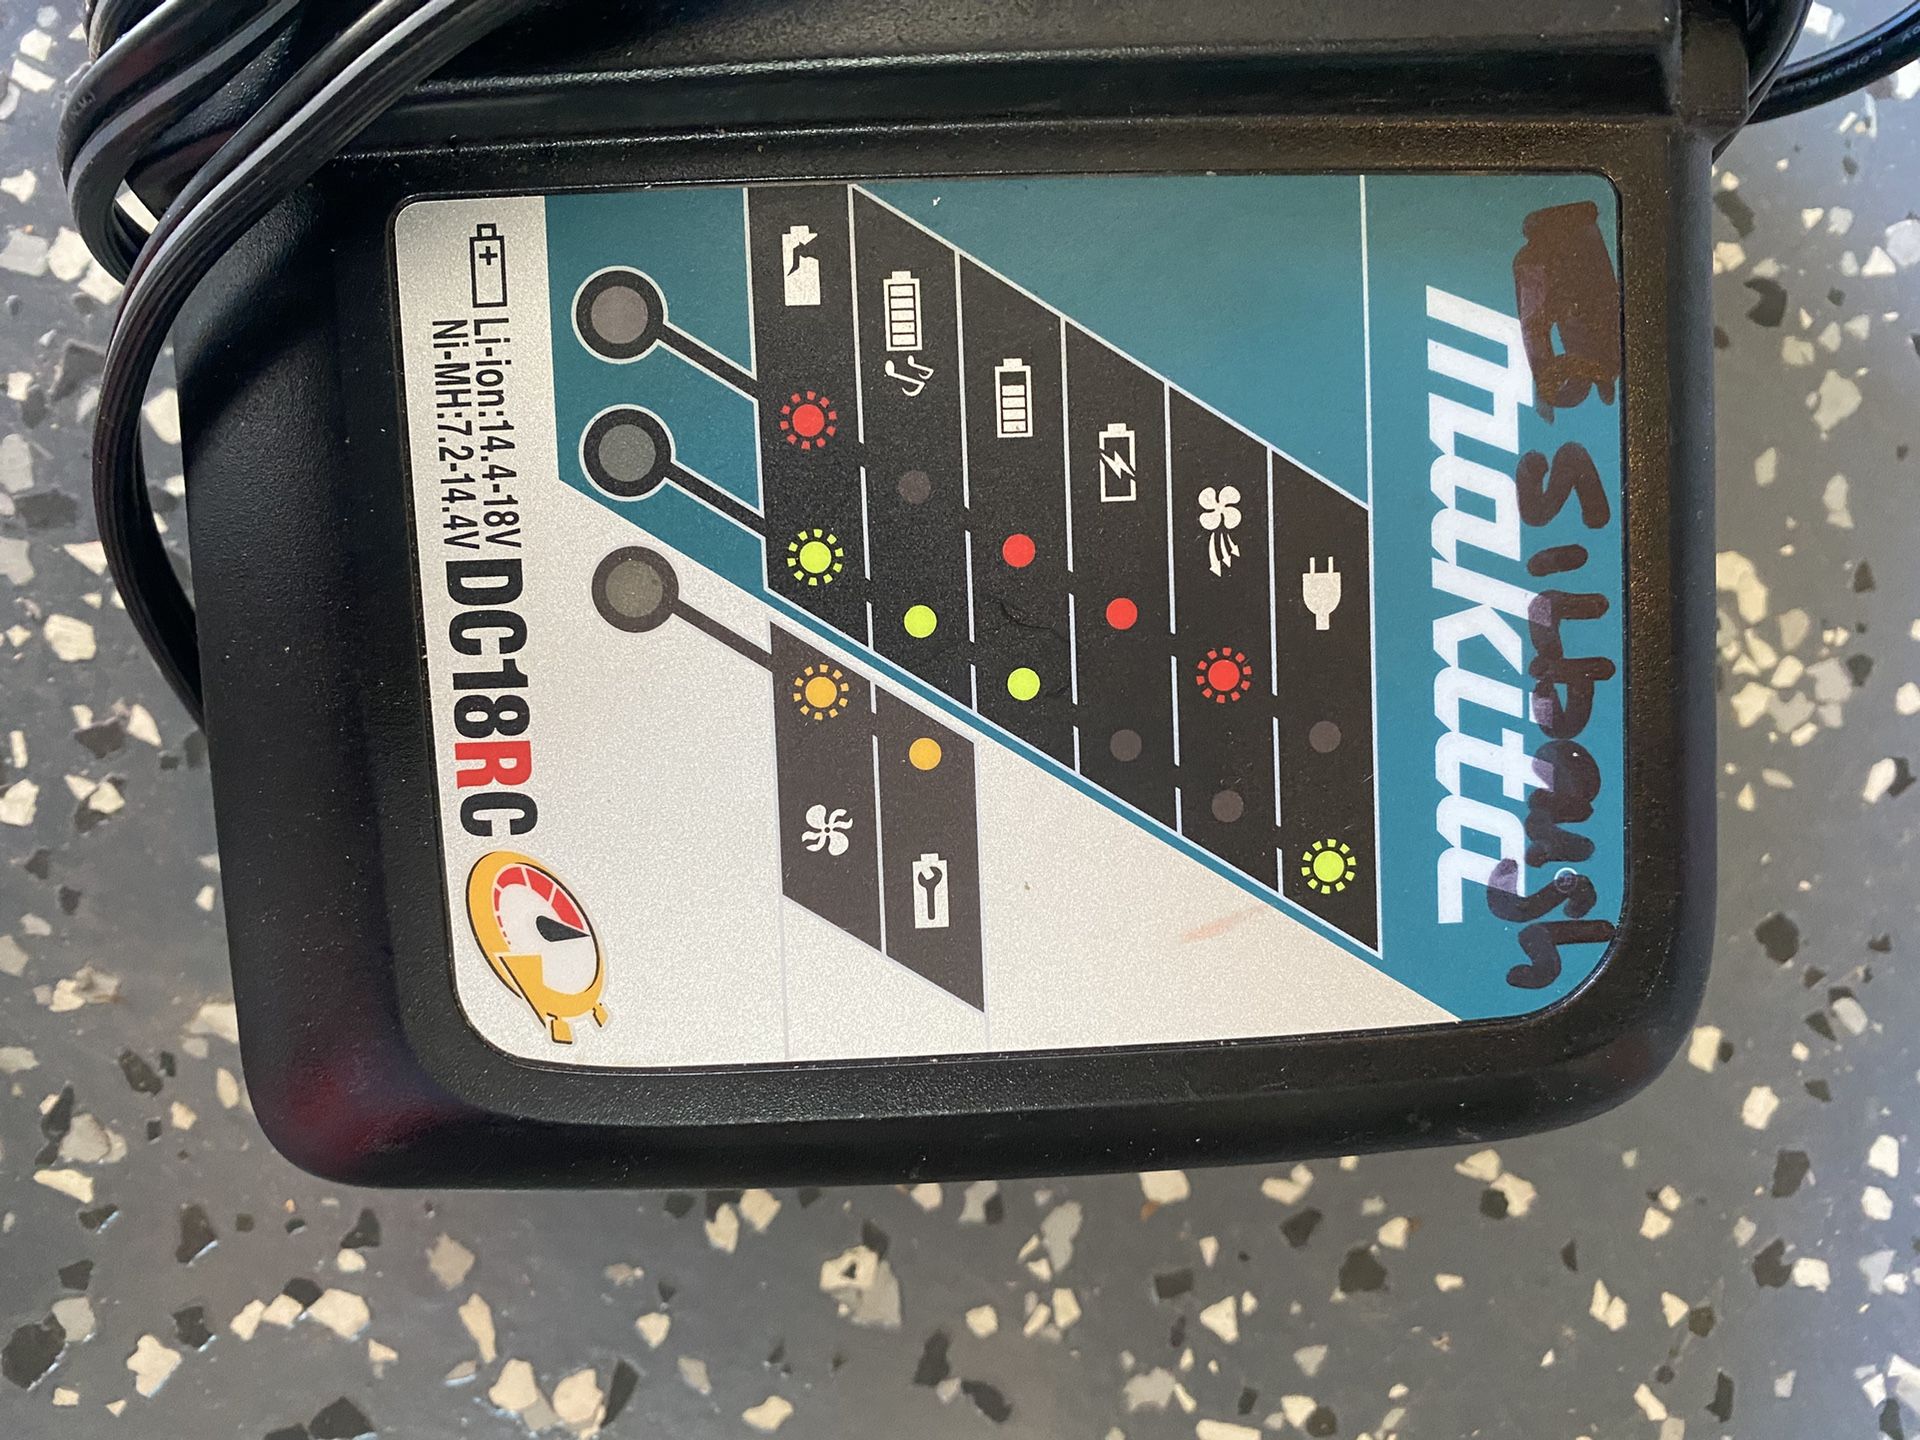 makita®
Li-ion:14.4-18V
Ni-MH:7.2-14.4V
DC18RC